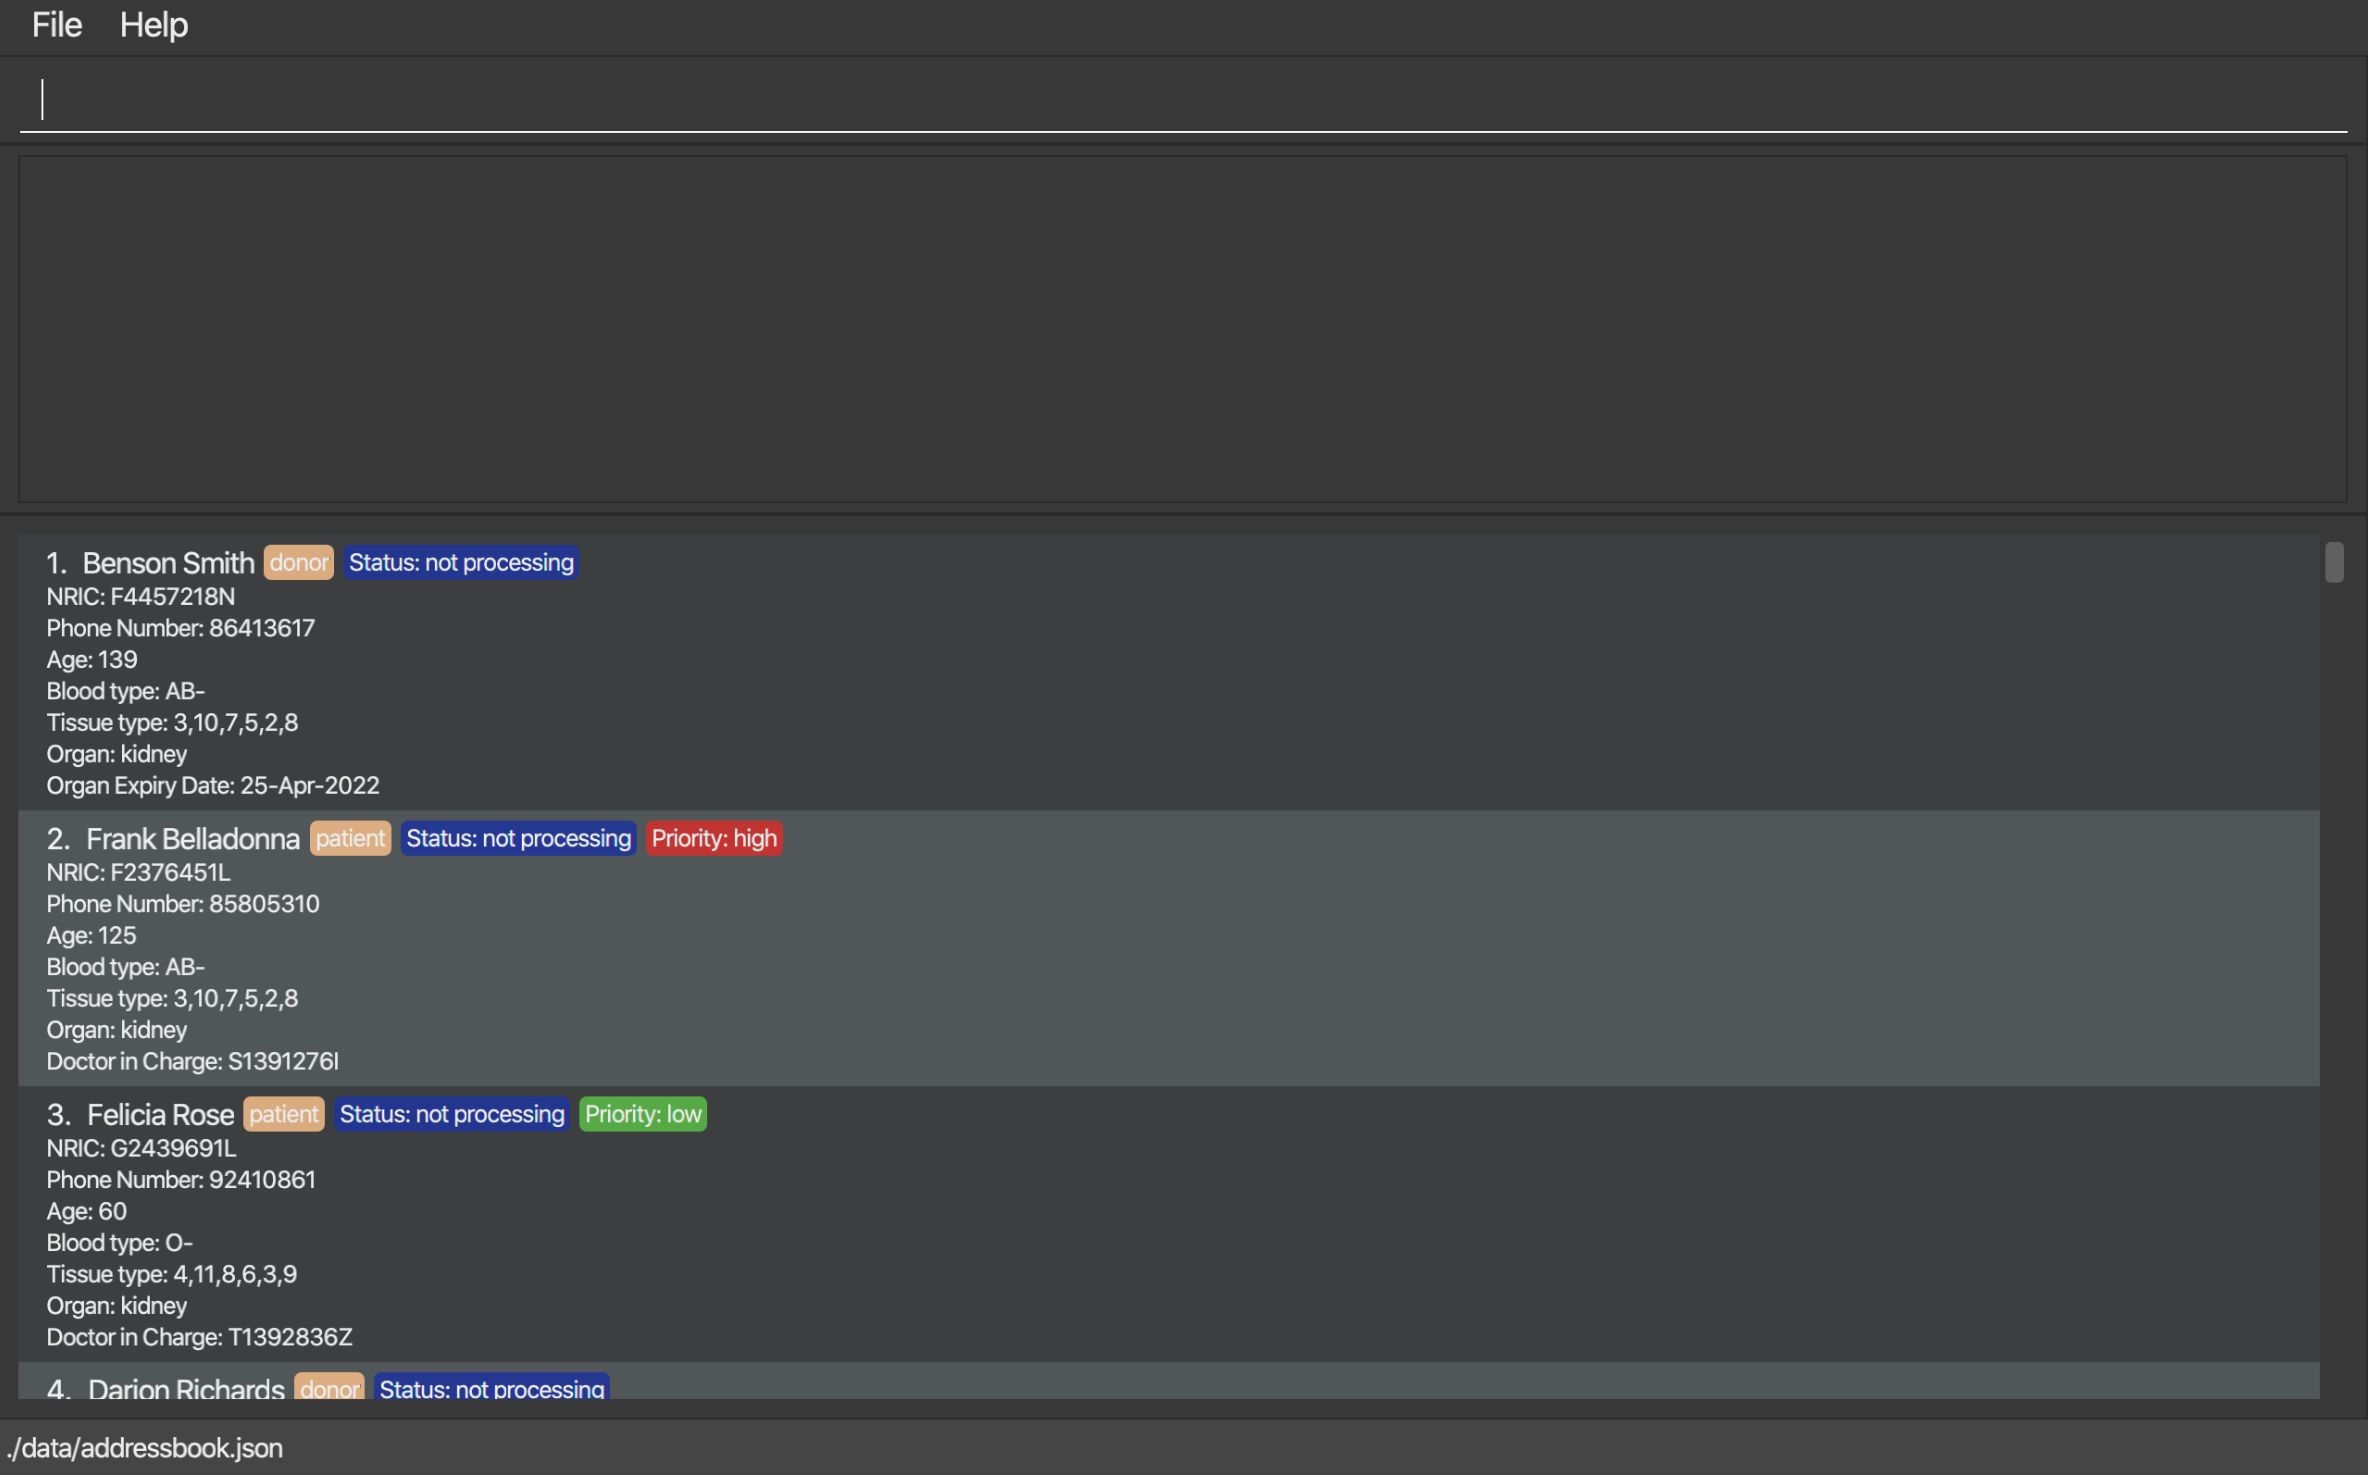 File Help
1. Benson Smith donor Status: not processing
NRIC: F4457218N
Phone Number: 86413617
Age: 139
Blood type: AB-
Tissue type: 3,10,7,5,2,8
Organ: kidney
Organ Expiry Date: 25-Apr-2022
2. Frank Belladonna patient Status: not processing Priority: high
NRIC: F2376451L
Phone Number: 85805310
Age: 125
Blood type: AB-
Tissue type: 3,10,7,5,2,8
Organ: kidney
Doctor in Charge: S1391276I
3. Felicia Rose patient Status: not processing Priority: low
NRIC: G2439691L
Phone Number: 92410861
Age: 60
Blood type: O-
Tissue type: 4,11,8,6,3,9
Organ: kidney
Doctor in Charge: T1392836Z
4. Darion Richards donor Status: not processing
./data/addressbook.json